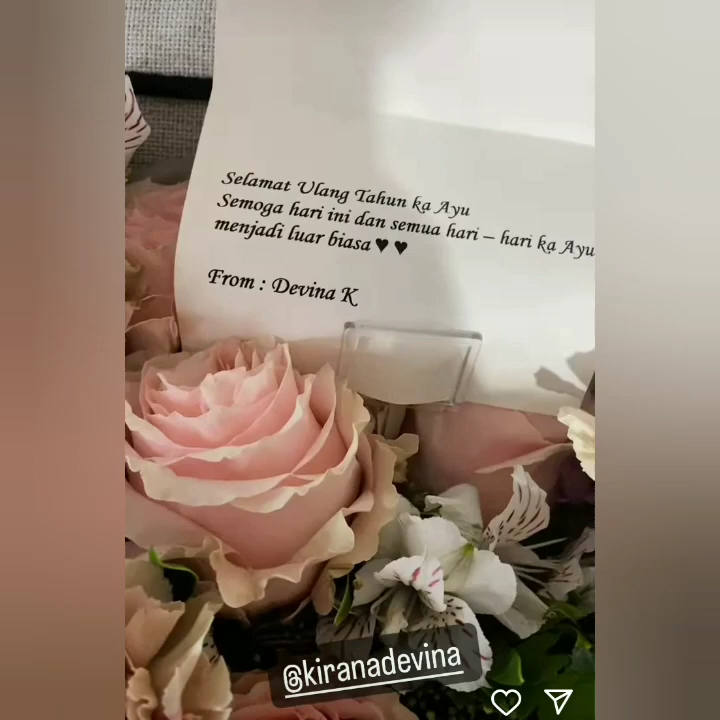 Selamat Ulang Tahun ka Ayu
Semoga hari ini dan semua hari – hari ka Ayu
menjadi luar biasa ♥ ♥
From : Devina K
@kiranadevina